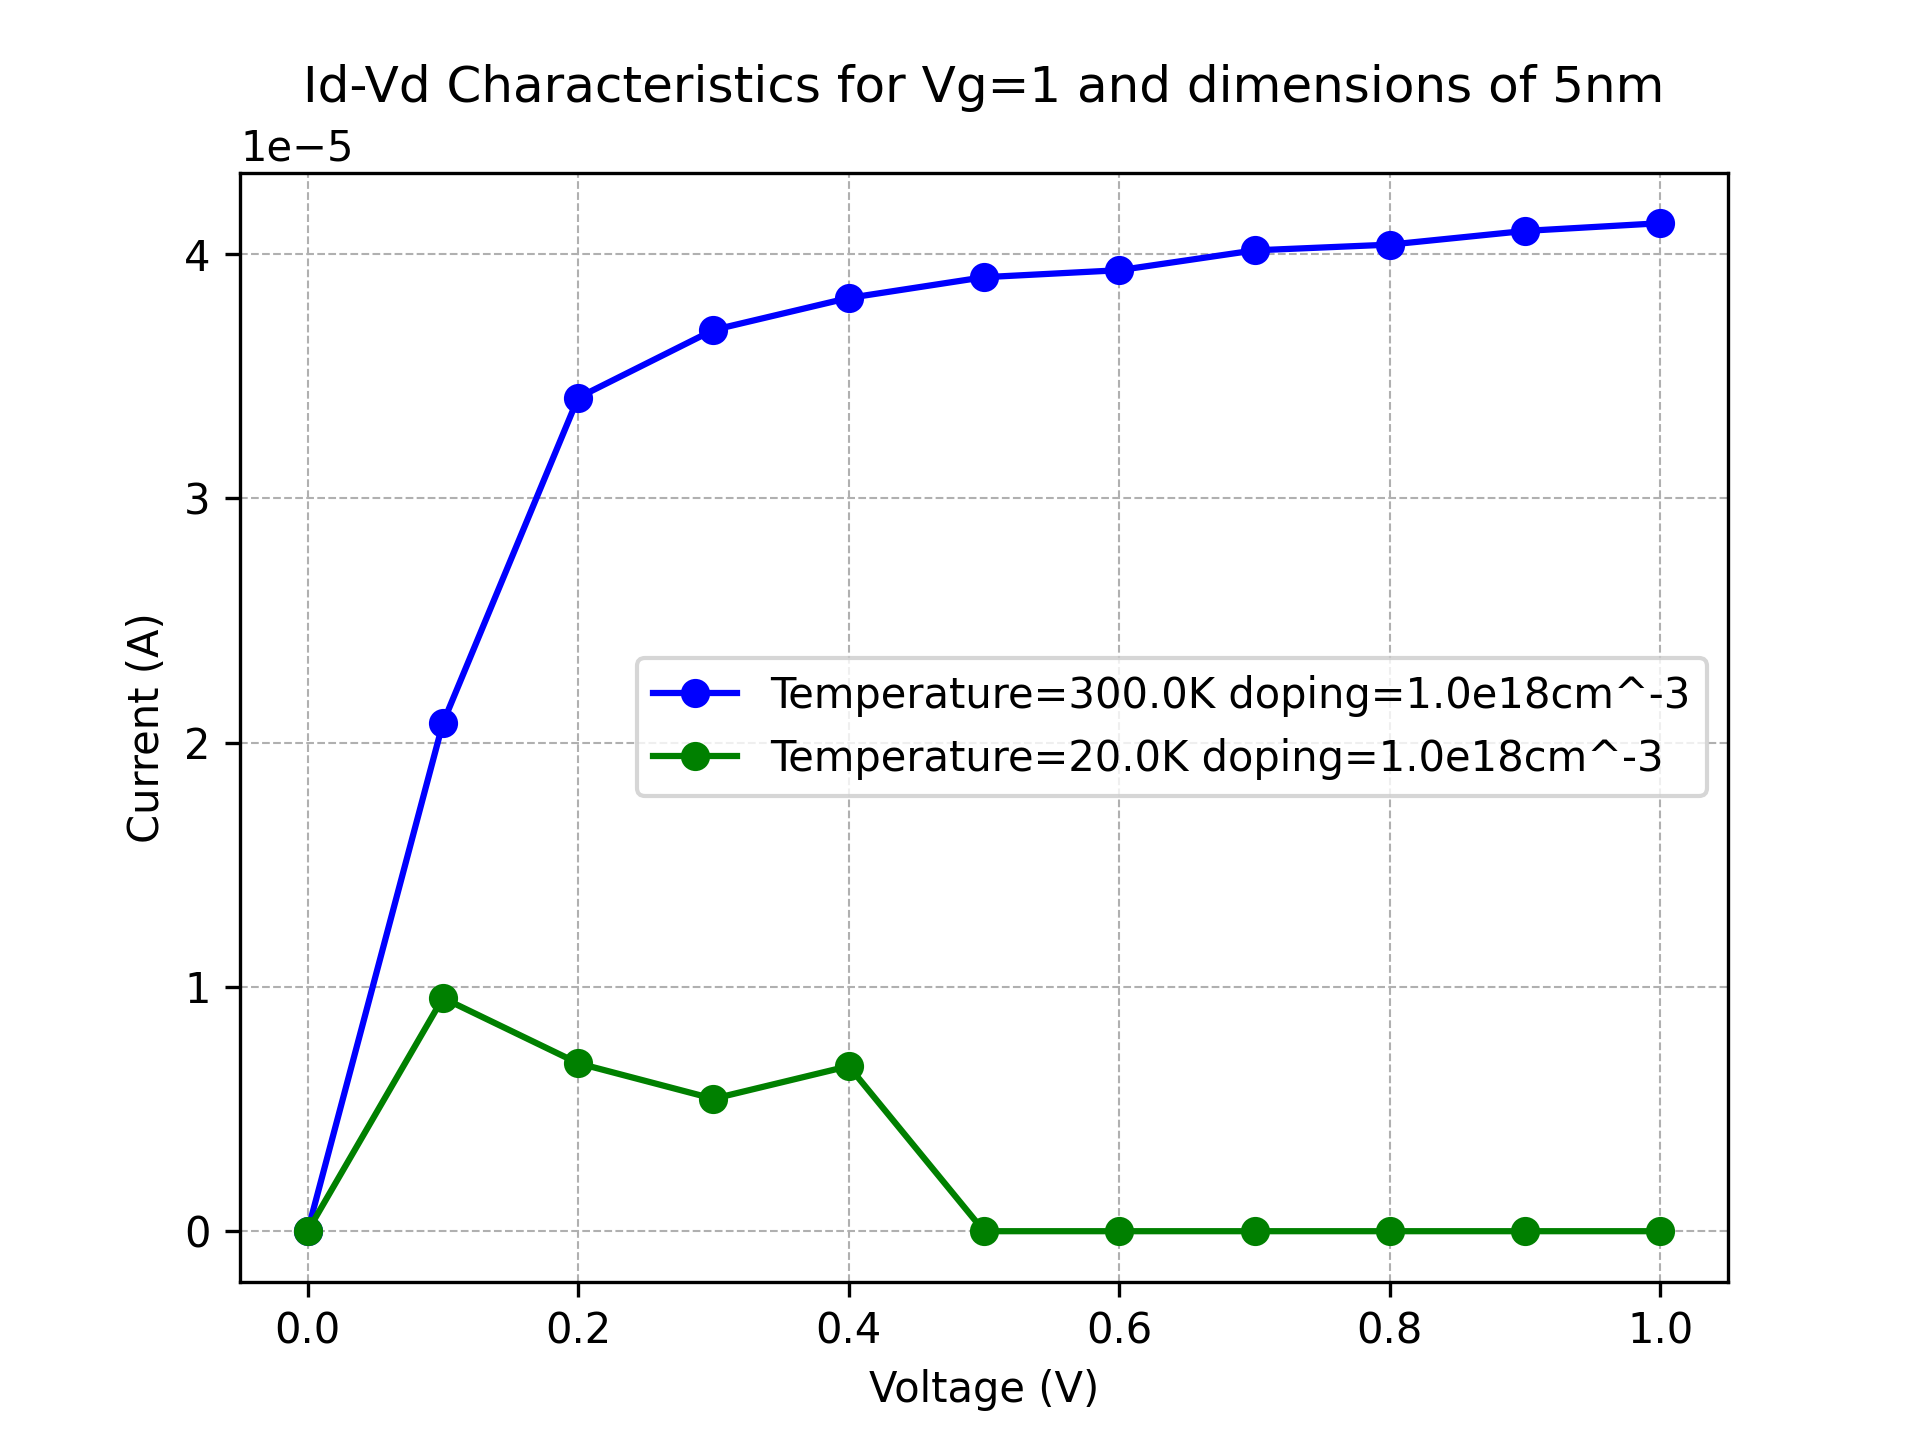 Id-Vd Characteristics for Vg=1 and dimensions of 5nm
1e−5
4
3
2
1
0
Current (A)
Temperature=300.0K doping=1.0e18cm^-3
Temperature=20.0K doping=1.0e18cm^-3
0.0 0.2 0.4 0.6 0.8 1.0
Voltage (V)